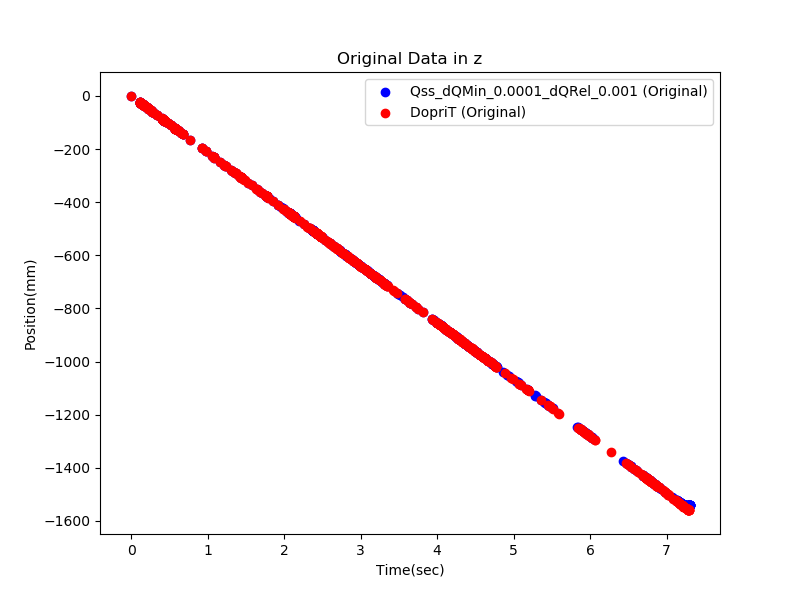 Original Data in z
Qss_dQMin_0.0001_dQRel_0.001 (Original)
DopriT (Original)
Position(mm)
0
−200
−400
−600
−800
−1000
−1200
−1400
−1600
0 1 2 3 4 5 6 7
Time(sec)